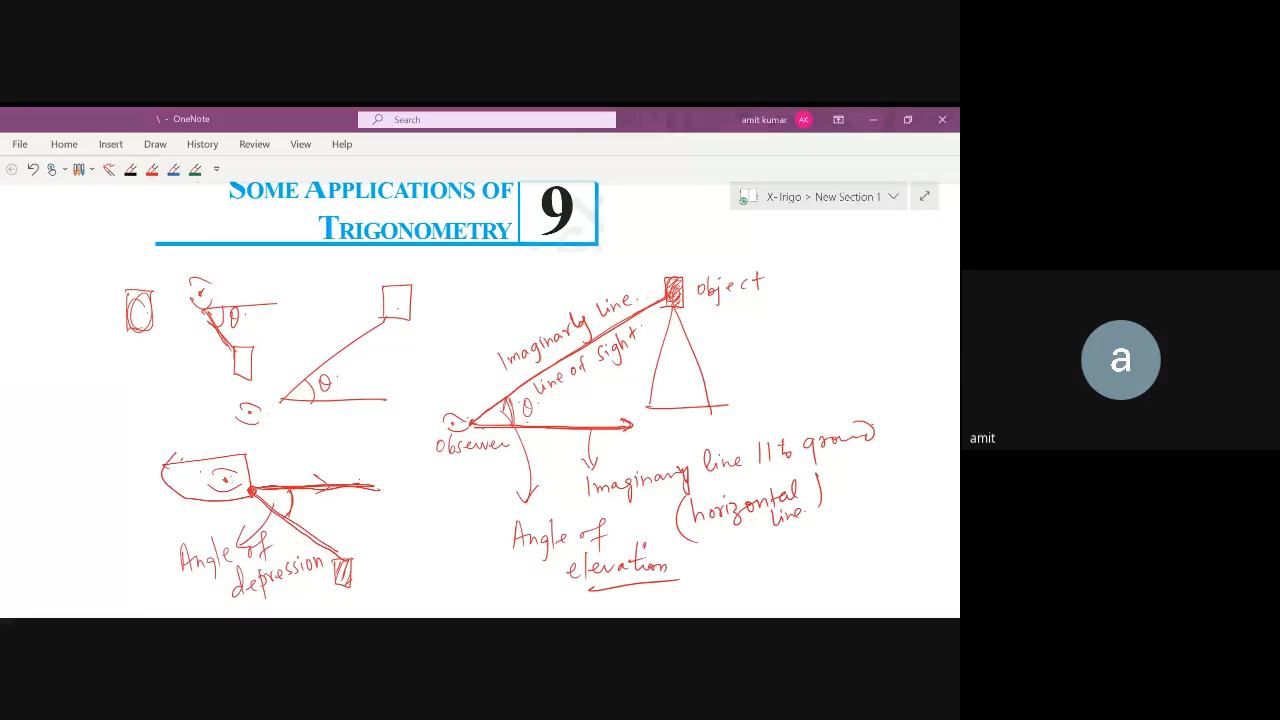 \ - OneNote
Search
amit kumar
AK
File Home Insert Draw History Review View Help
SOME APPLICATIONS OF
TRIGONOMETRY
9
X-Trigo > New Section 1
θ
θ
Object
Imaginarly line.
line of sight
θ
Observer
Imaginary line || to ground
(horizontal
line.)
Angle of
elevation
Angle of
depression
a
amit